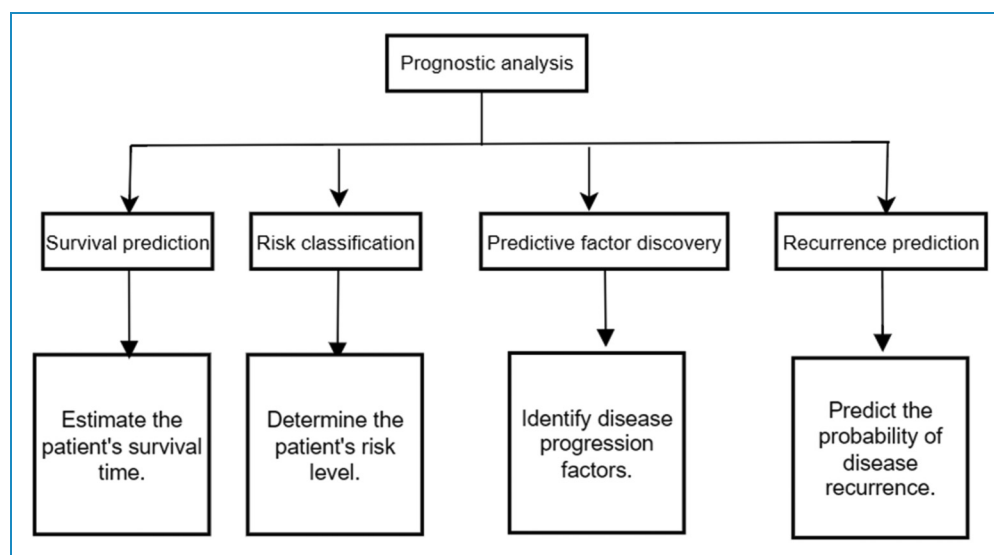 Prognostic analysis
Survival prediction
Risk classification
Predictive factor discovery
Recurrence prediction
Estimate the
patient's survival
time.
Determine the
patient's risk
level.
Identify disease
progression
factors.
Predict the
probability of
disease
recurrence.